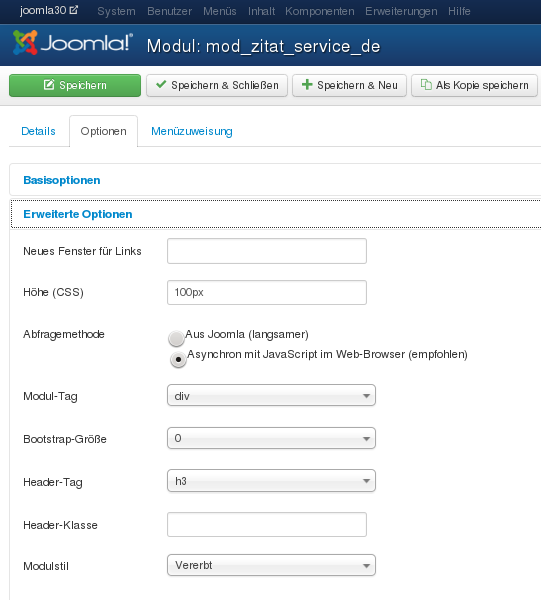 joomla30 System Benutzer Menüs Inhalt Komponenten Erweiterungen Hilfe
Joomla! Modul: mod_zitat_service_de
Speichern Speichern & Schließen Speichern & Neu Als Kopie speichern
Details Optionen Menüzuweisung
Basisoptionen
Erweiterte Optionen
Neues Fenster für Links
Höhe (CSS) 100px
Abfragemethode Aus Joomla (langsamer)
Asynchron mit JavaScript im Web-Browser (empfohlen)
Modul-Tag div
Bootstrap-Größe 0
Header-Tag h3
Header-Klasse
Modulstil Vererbt